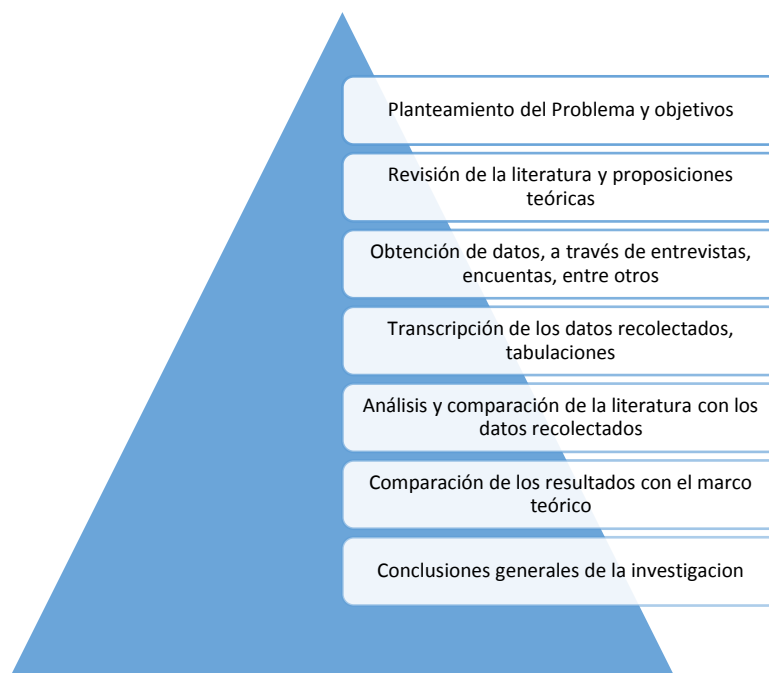 Planteamiento del Problema y objetivos
Revisión de la literatura y proposiciones
teóricas
Obtención de datos, a través de entrevistas,
encuentas, entre otros
Transcripción de los datos recolectados,
tabulaciones
Análisis y comparación de la literatura con los
datos recolectados
Comparación de los resultados con el marco
teórico
Conclusiones generales de la investigacion